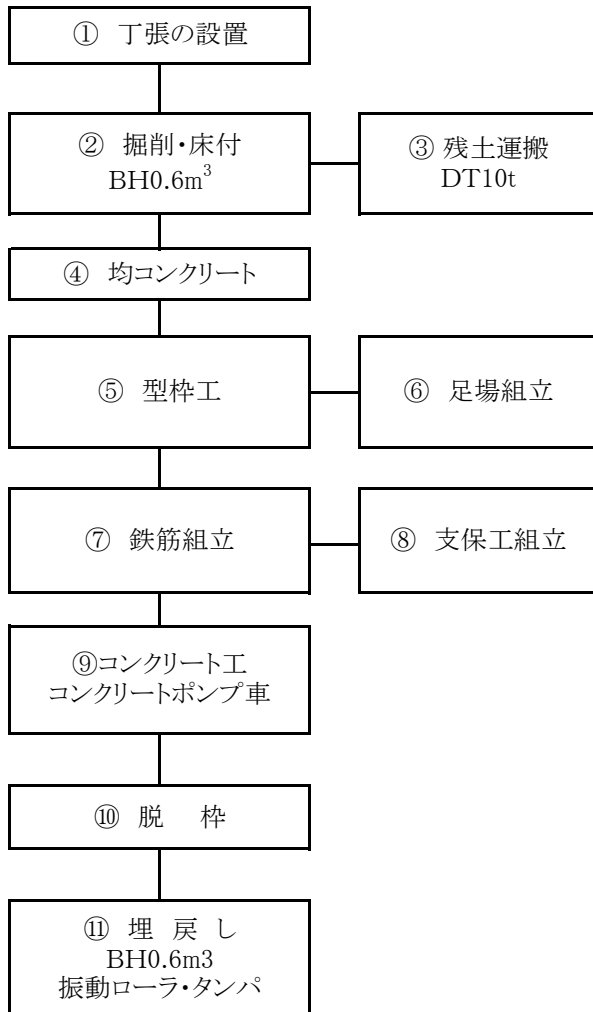 ① 丁張の設置
② 掘削・床付
BH0.6m³
③ 残土運搬
DT10t
④ 均コンクリート
⑤ 型枠工
⑥ 足場組立
⑦ 鉄筋組立
⑧ 支保工組立
⑨コンクリート工
コンクリートポンプ車
⑩ 脱 枠
⑪ 埋 戻 し
BH0.6m3
振動ローラ・タンパ